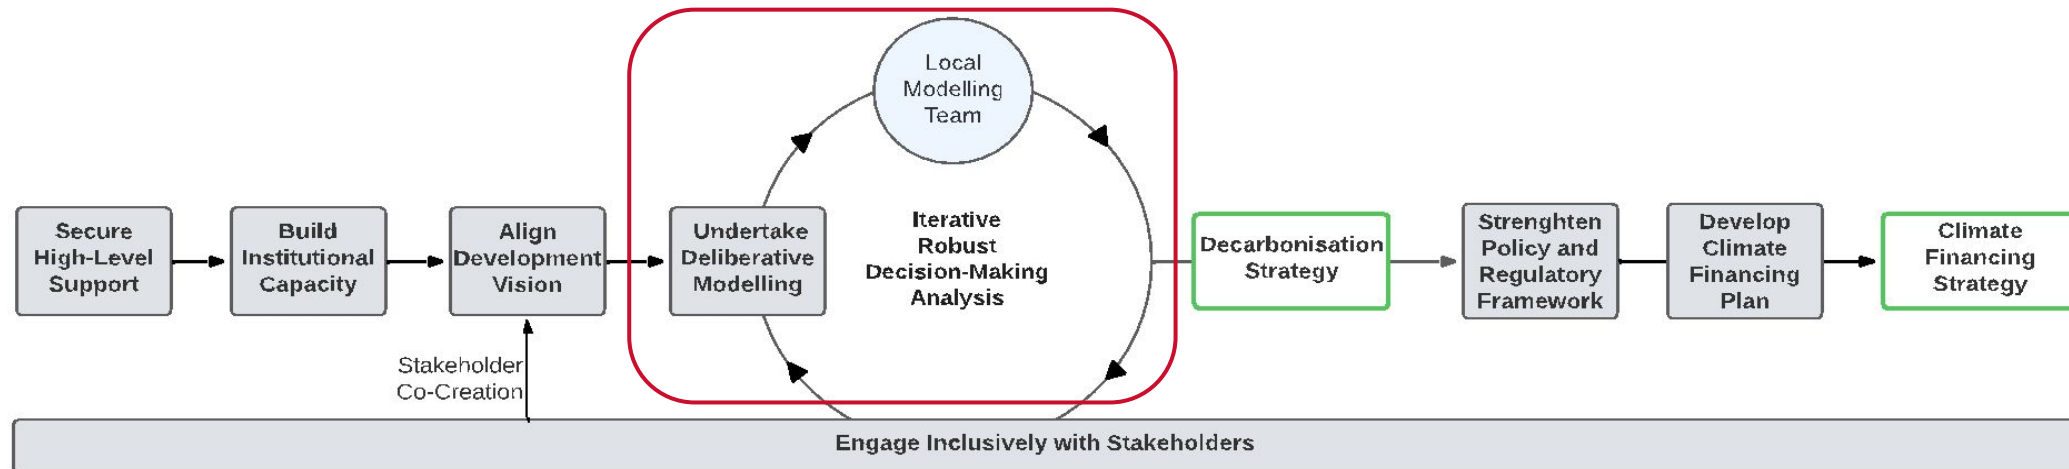 Local
Modelling
Team
Secure
High-Level
Support
Build
Institutional
Capacity
Align
Development
Vision
Undertake
Deliberative
Modelling
Iterative
Robust
Decision-Making
Analysis
Decarbonisation
Strategy
Strenghten
Policy and
Regulatory
Framework
Develop
Climate
Financing
Plan
Climate
Financing
Strategy
Stakeholder
Co-Creation
Engage Inclusively with Stakeholders